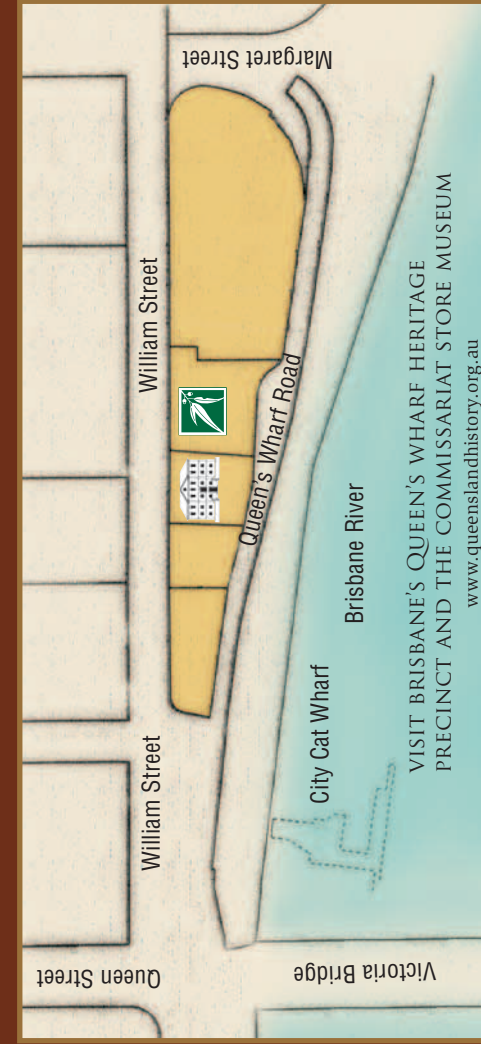 Queen Street
William Street
William Street
Margaret Street
Queen's Wharf Road
Victoria Bridge
City Cat Wharf
Brisbane River
VISIT BRISBANE'S QUEEN'S WHARF HERITAGE
PRECINCT AND THE COMMISSARIAT STORE MUSEUM
www.queenslandhistory.org.au